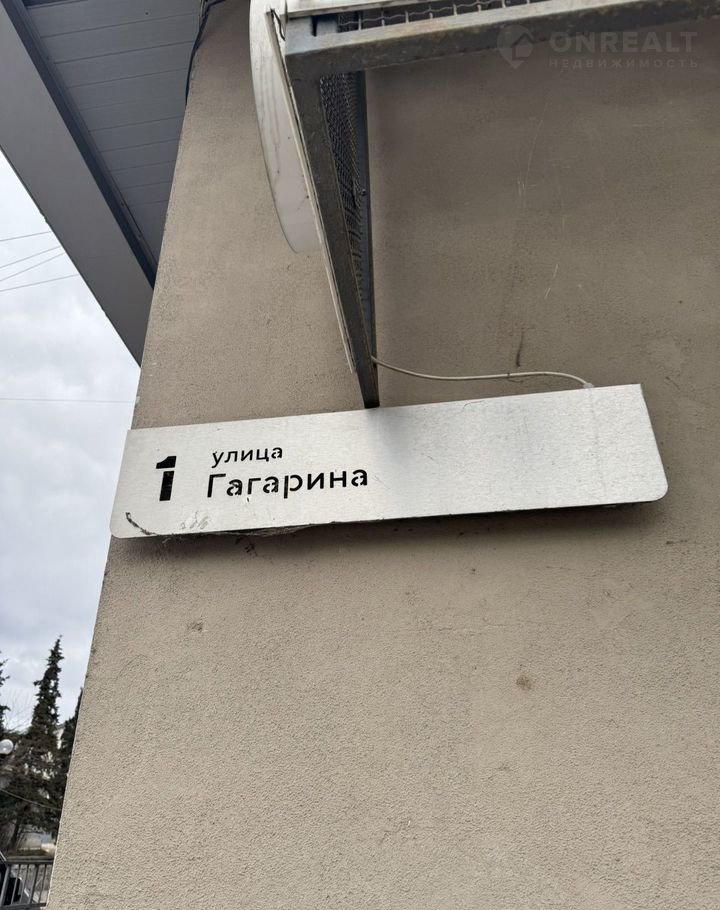 ONREALT
НЕДВИЖИМОСТЬ
1
улица
Гагарина